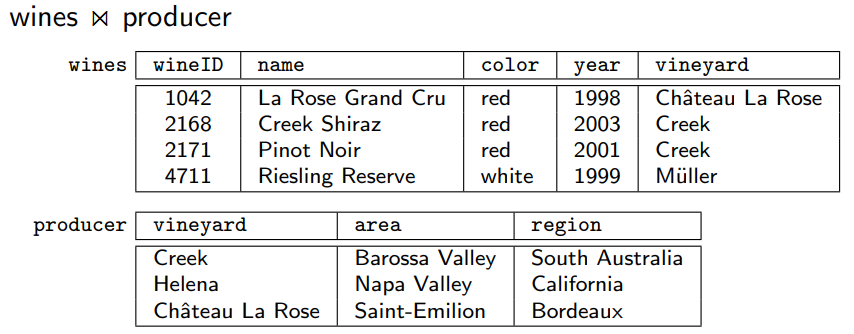 wines ⋈ producer
wines wineID name color year vineyard
1042 La Rose Grand Cru red 1998 Château La Rose
2168 Creek Shiraz red 2003 Creek
2171 Pinot Noir red 2001 Creek
4711 Riesling Reserve white 1999 Müller
producer vineyard area region
Creek Barossa Valley South Australia
Helena Napa Valley California
Château La Rose Saint-Emilion Bordeaux